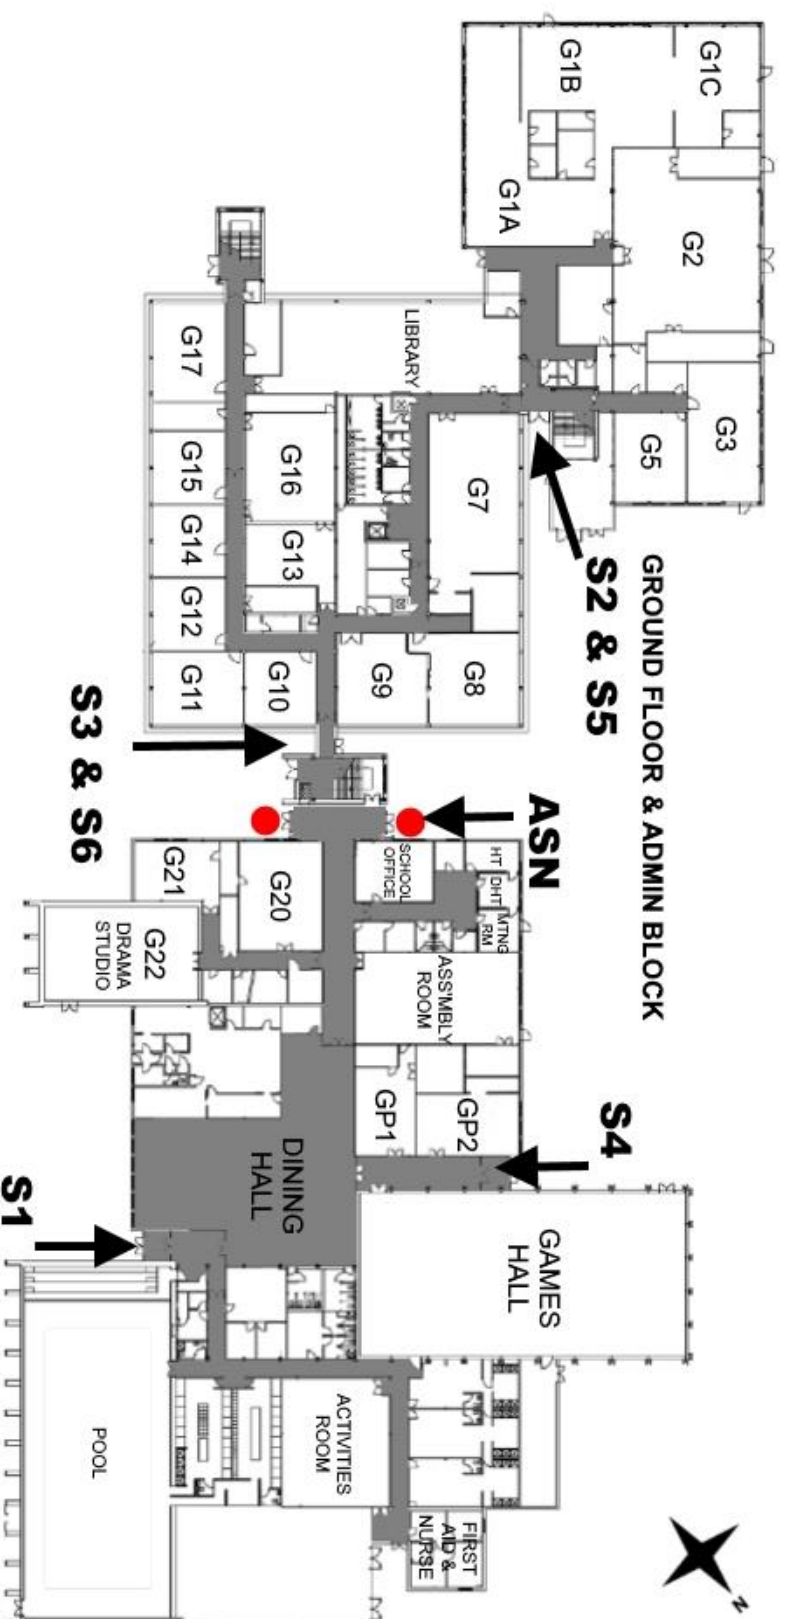 GROUND FLOOR & ADMIN BLOCK
G1C
G1B
G1A
G2
G3
G5
S2 & S5
LIBRARY
G7
G17
G16
G15
G14
G13
G12
G11
G10
G9
G8
S3 & S6
ASN
HT
DHT
MTNG
RM
SCHOOL
OFFICE
G20
G21
G22
DRAMA
STUDIO
ASS'MBLY
ROOM
GP1
GP2
S4
DINING
HALL
S1
GAMES
HALL
ACTIVITIES
ROOM
POOL
FIRST
AID &
NURSE
N